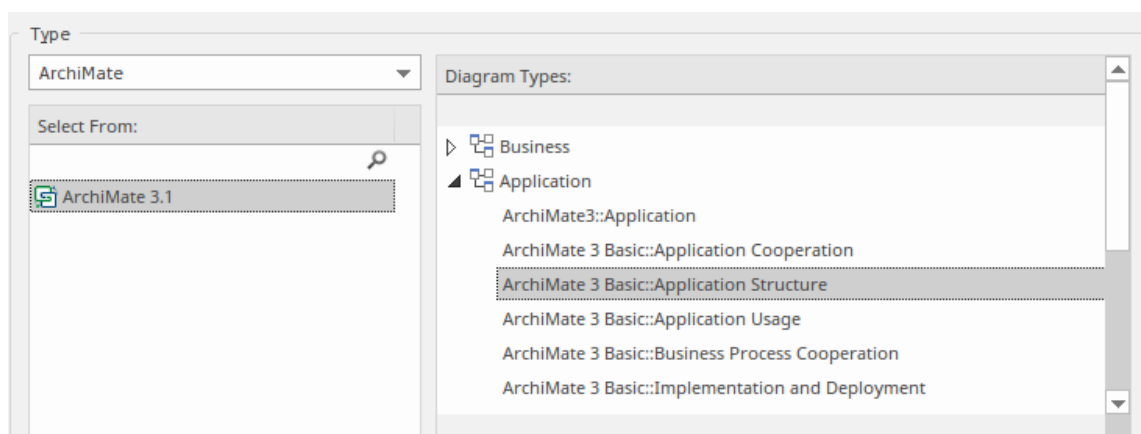 Type
ArchiMate
Select From:
ArchiMate 3.1
Diagram Types:
Business
Application
ArchiMate3::Application
ArchiMate 3 Basic::Application Cooperation
ArchiMate 3 Basic::Application Structure
ArchiMate 3 Basic::Application Usage
ArchiMate 3 Basic::Business Process Cooperation
ArchiMate 3 Basic::Implementation and Deployment